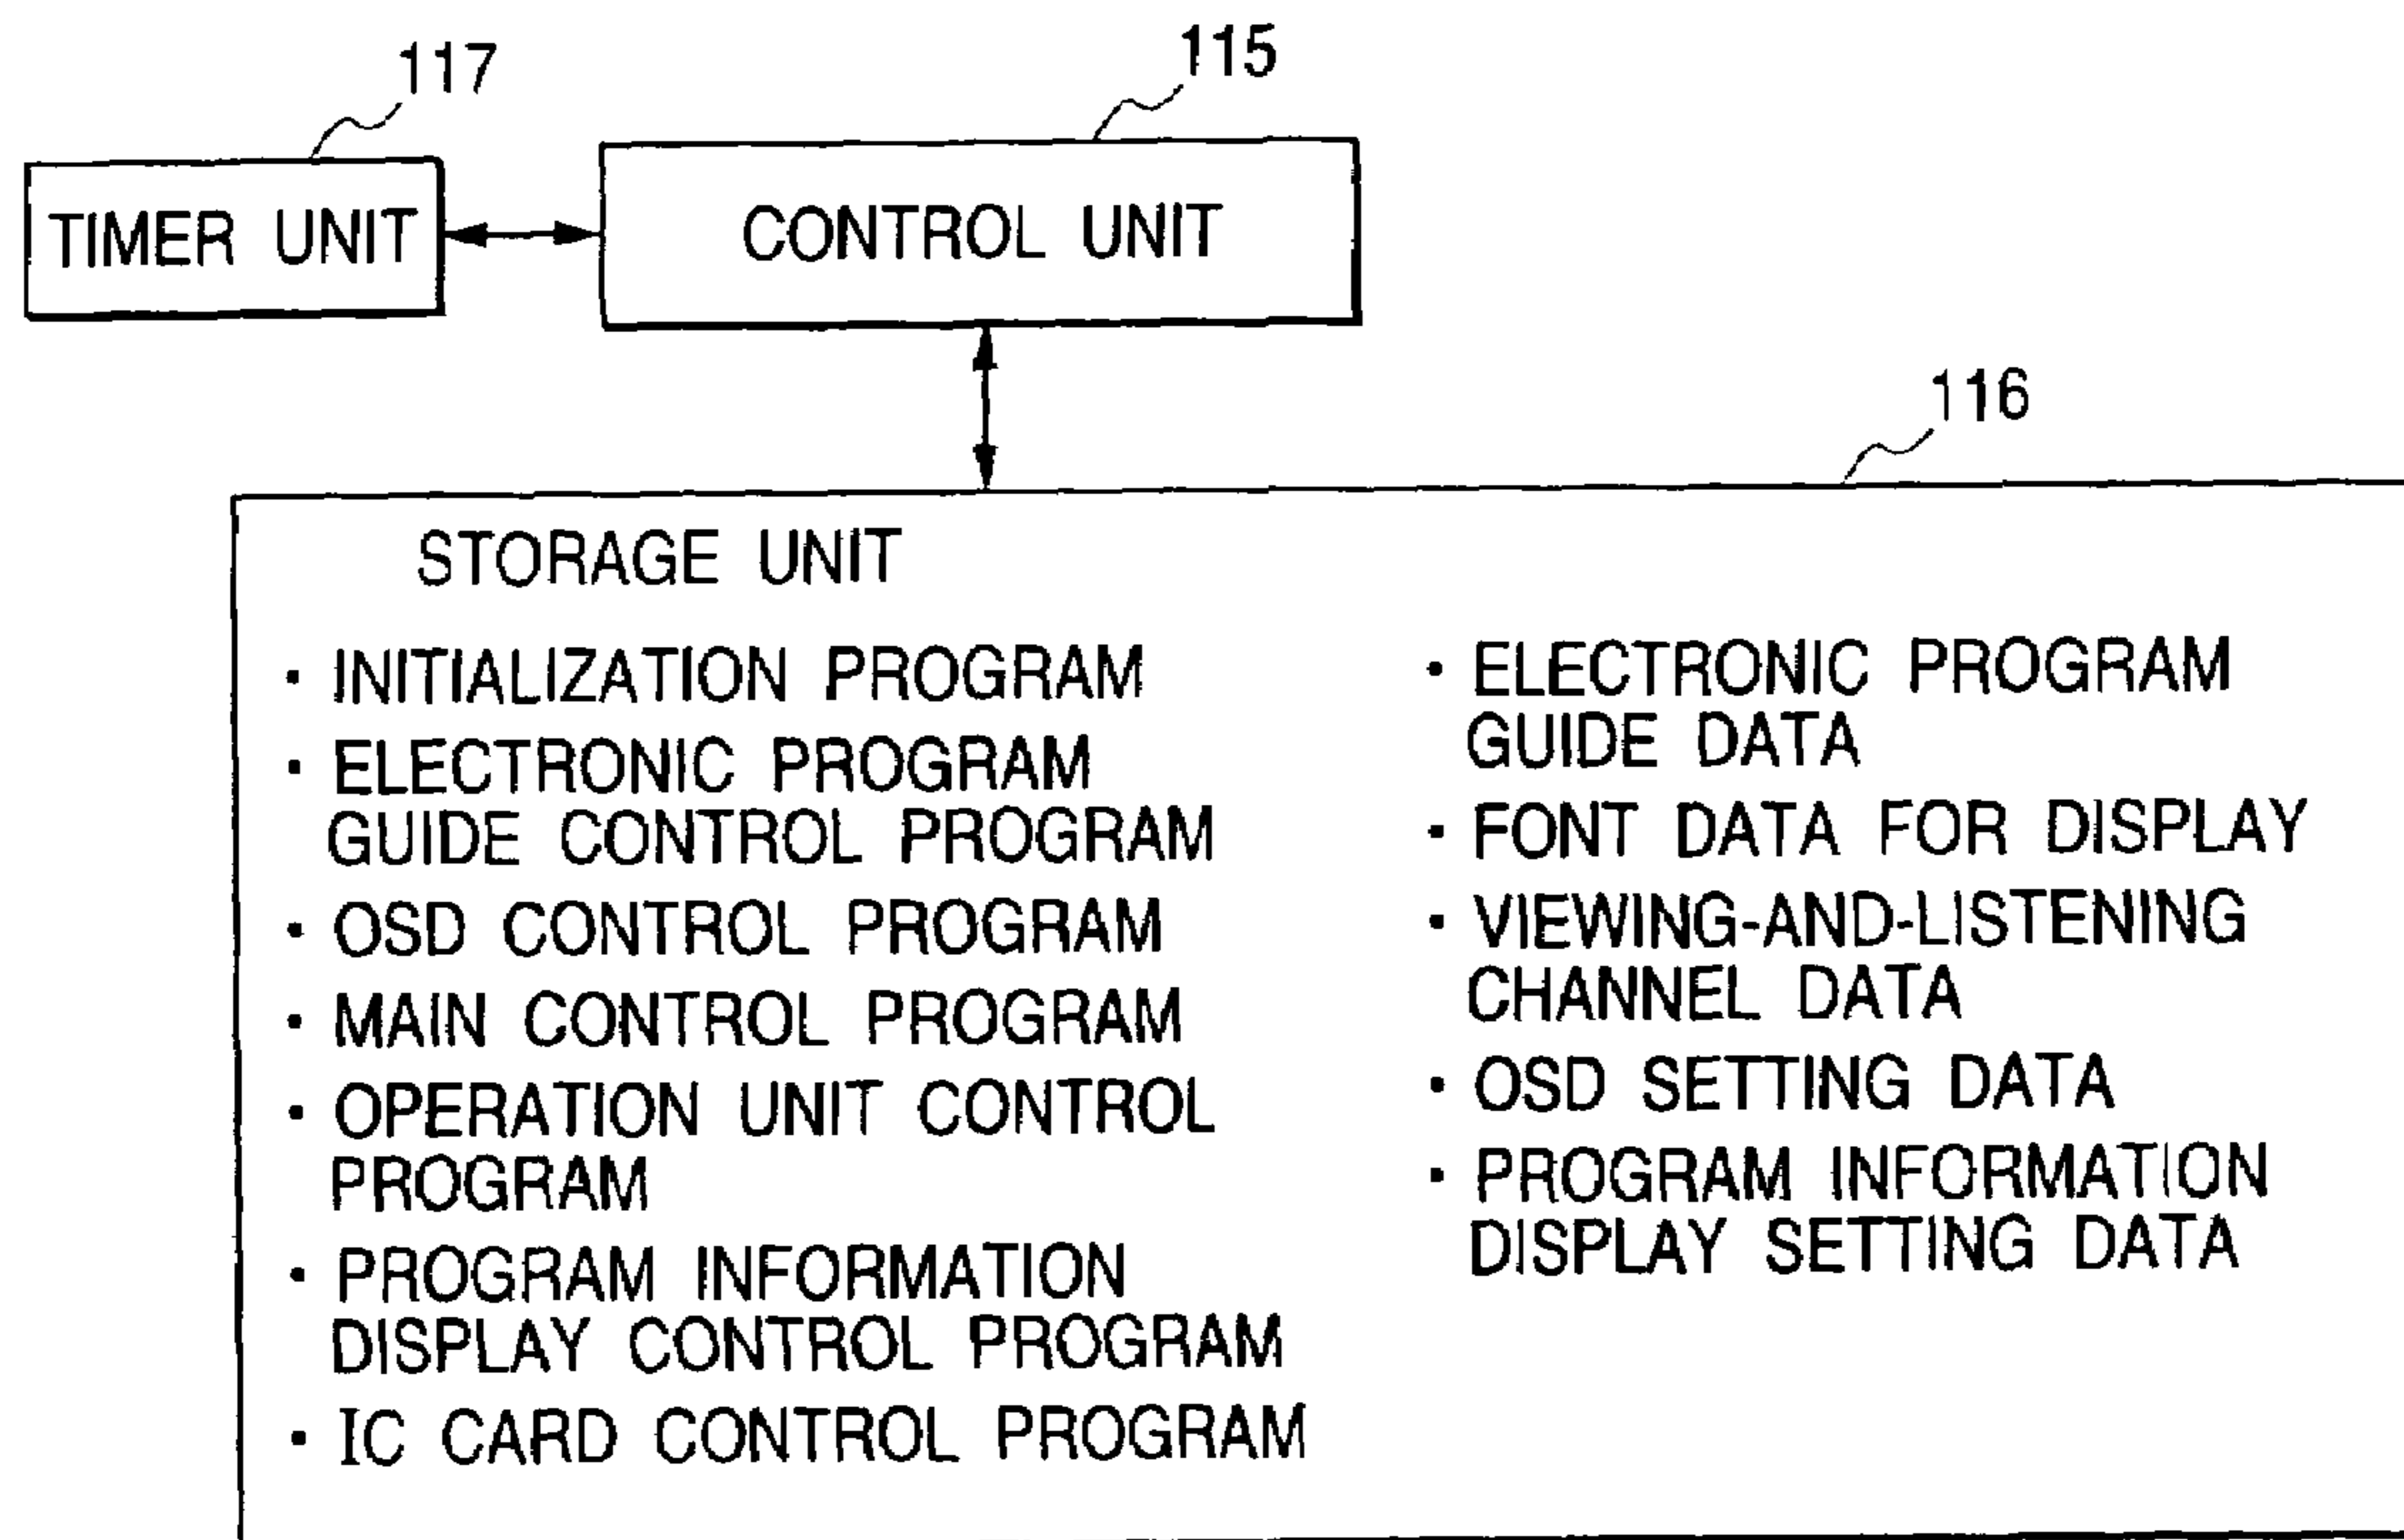 117
115
TIMER UNIT
CONTROL UNIT
116
STORAGE UNIT
· INITIALIZATION PROGRAM
· ELECTRONIC PROGRAM
GUIDE CONTROL PROGRAM
· OSD CONTROL PROGRAM
· MAIN CONTROL PROGRAM
· OPERATION UNIT CONTROL
PROGRAM
· PROGRAM INFORMATION
DISPLAY CONTROL PROGRAM
· IC CARD CONTROL PROGRAM
· ELECTRONIC PROGRAM
GUIDE DATA
· FONT DATA FOR DISPLAY
· VIEWING-AND-LISTENING
CHANNEL DATA
· OSD SETTING DATA
· PROGRAM INFORMATION
DISPLAY SETTING DATA